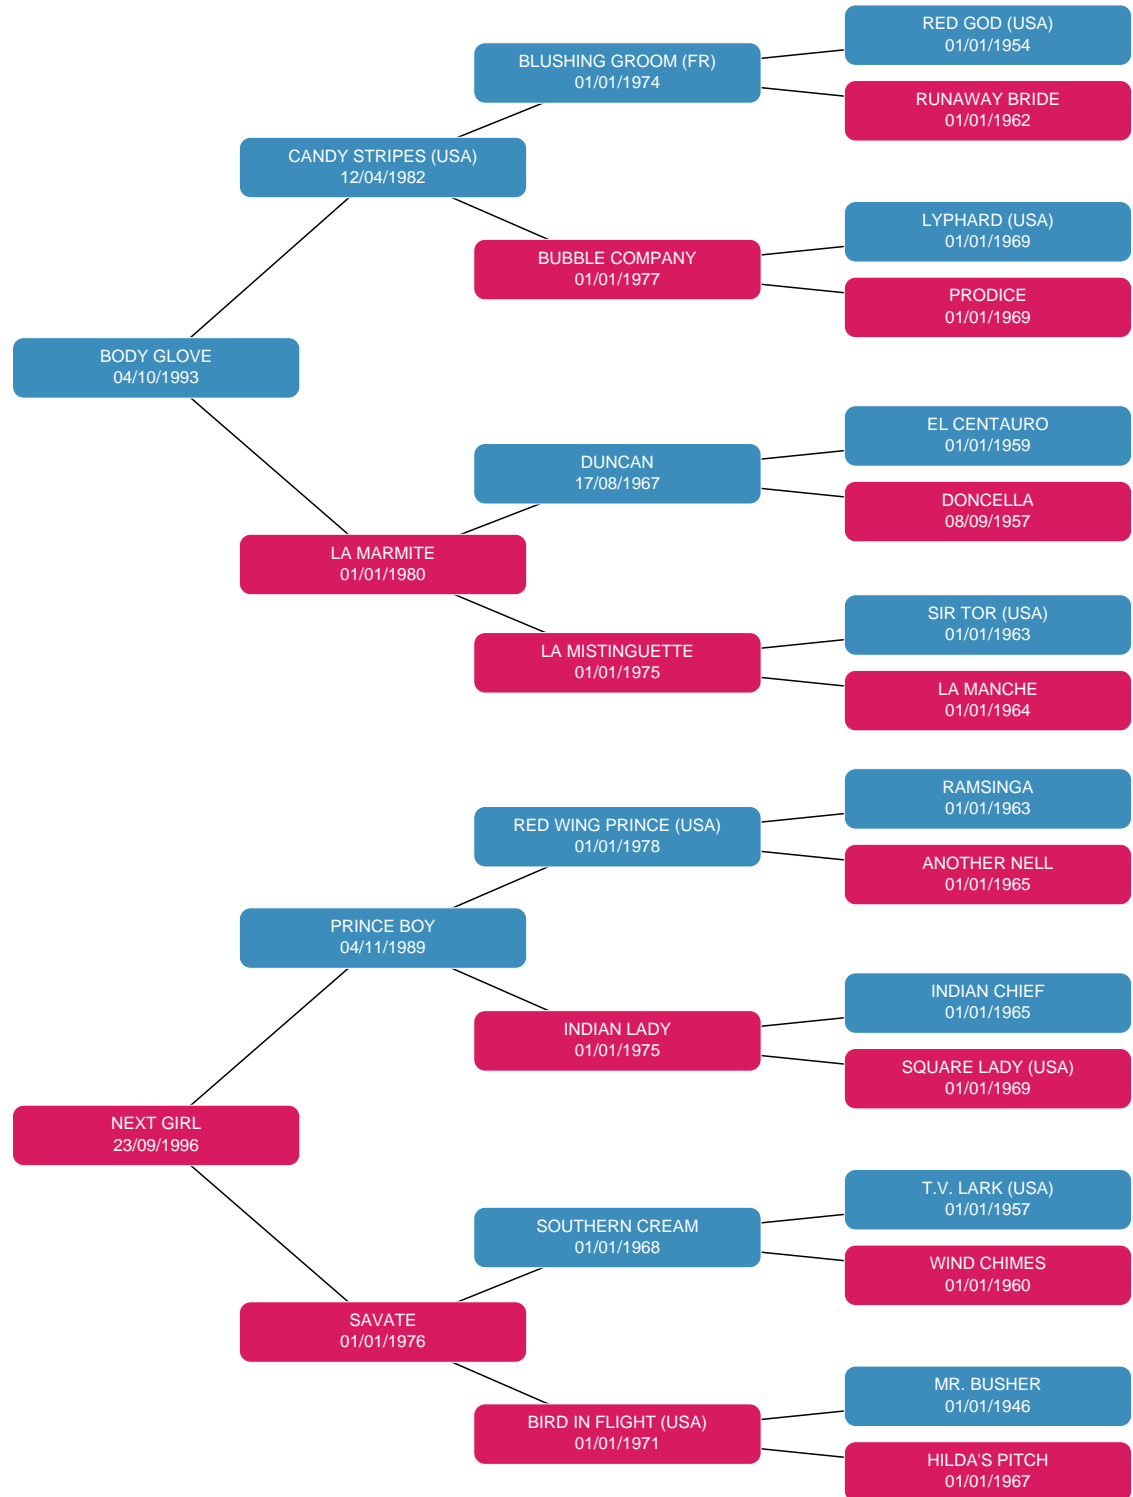 RED GOD (USA)
01/01/1954
BLUSHING GROOM (FR)
01/01/1974
RUNAWAY BRIDE
01/01/1962
CANDY STRIPES (USA)
12/04/1982
LYPHARD (USA)
01/01/1969
BUBBLE COMPANY
01/01/1977
PRODICE
01/01/1969
BODY GLOVE
04/10/1993
EL CENTAURO
01/01/1959
DUNCAN
17/08/1967
DONCELLA
08/09/1957
LA MARMITE
01/01/1980
SIR TOR (USA)
01/01/1963
LA MISTINGUETTE
01/01/1975
LA MANCHE
01/01/1964
RAMSINGA
01/01/1963
RED WING PRINCE (USA)
01/01/1978
ANOTHER NELL
01/01/1965
PRINCE BOY
04/11/1989
INDIAN CHIEF
01/01/1965
INDIAN LADY
01/01/1975
SQUARE LADY (USA)
01/01/1969
NEXT GIRL
23/09/1996
T.V. LARK (USA)
01/01/1957
SOUTHERN CREAM
01/01/1968
WIND CHIMES
01/01/1960
SAVATE
01/01/1976
MR. BUSHER
01/01/1946
BIRD IN FLIGHT (USA)
01/01/1971
HILDA'S PITCH
01/01/1967